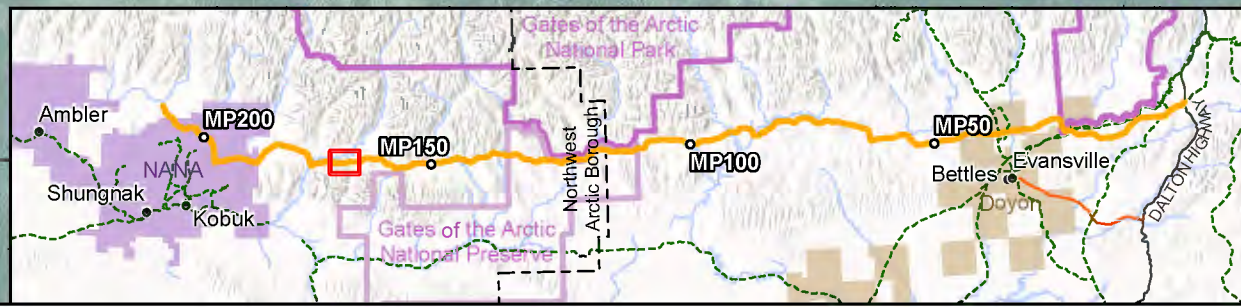 Gates of the Arctic
National Park
Ambler
MP200
MP150
MP100
MP50
NANA
Shungnak
Kobuk
Northwest
Arctic Borough
Gates of the Arctic
National Preserve
Bettles
Evansville
Doyon
DALTON HIGHWAY